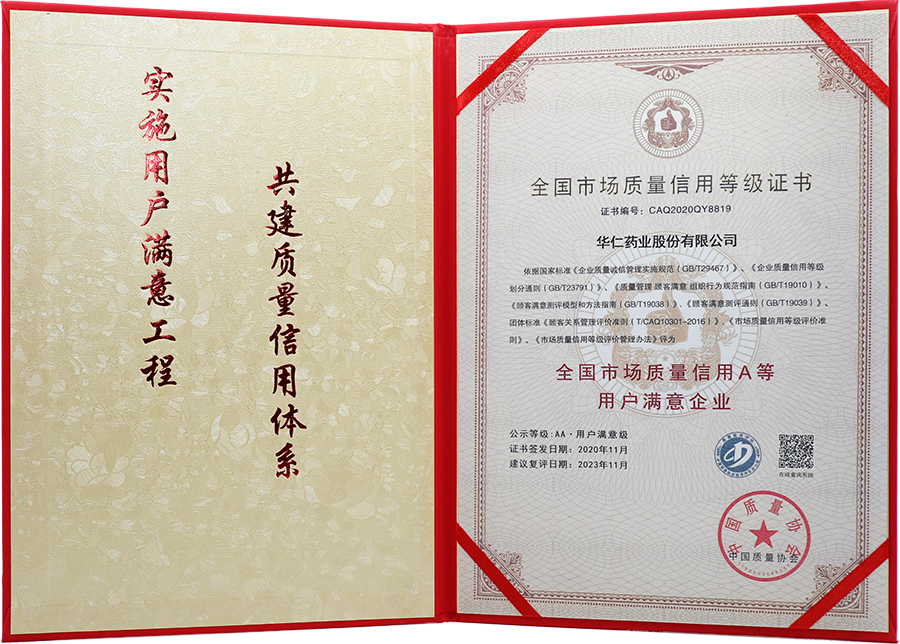 实施用户满意工程
共建质量信用体系
全国市场质量信用等级证书
证书编号：CAQ2020QY8819
华仁药业股份有限公司
依据国家标准《企业质量诚信管理实施规范（GB/T29467）》、《企业质量信用等级
划分通则（GB/T23791）》、《质量管理 顾客满意 组织行为规范指南（GB/T19010）》、
《顾客满意测评模型和方法指南（GB/T19038）》、《顾客满意测评通则（GB/T19039）》、
团体标准《顾客关系管理评价准则（T/CAQ10301-2016）》、《市场质量信用等级评价准
则》、《市场质量信用等级评价管理办法》评为
全国市场质量信用A等
用户满意企业
公示等级：AA·用户满意级
证书签发日期：2020年11月
建议复评日期：2023年11月
在线查询系统
中国质量协会
中国质量协会